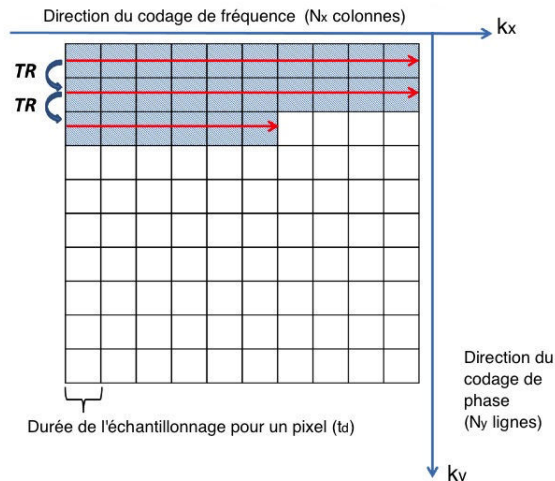 Direction du codage de fréquence (Nx colonnes)
kx
TR
TR
Direction du
codage de
phase
(Ny lignes)
Durée de l'échantillonnage pour un pixel (td)
ky